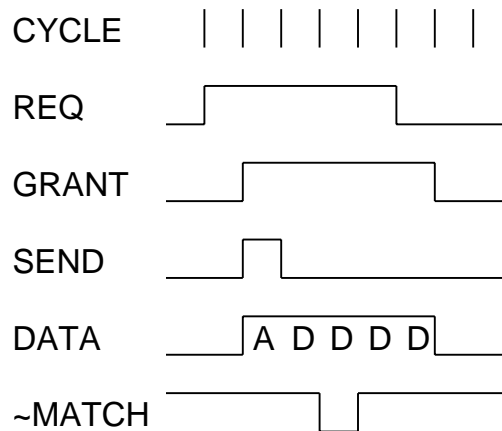 CYCLE
REQ
GRANT
SEND
DATA A D D D D
~MATCH